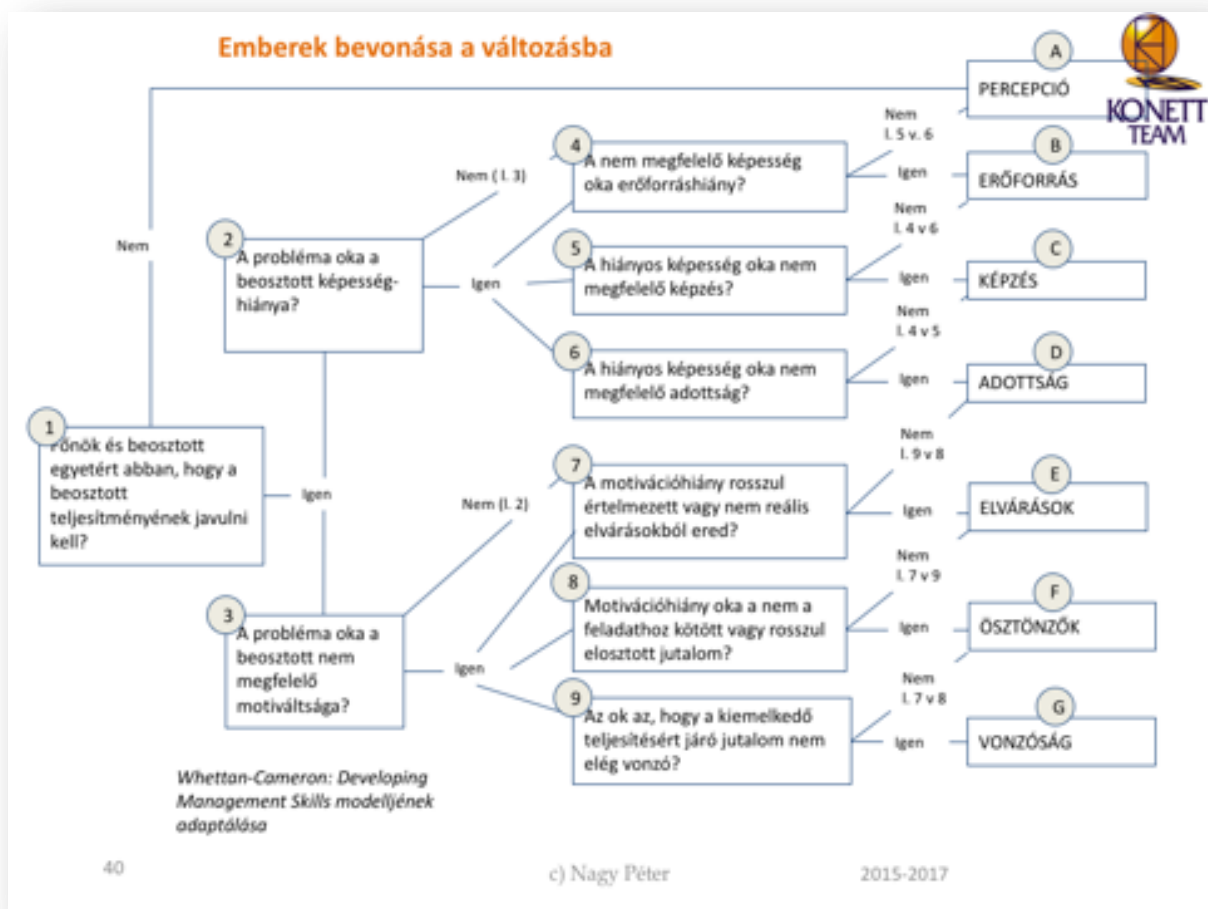 Emberek bevonása a változásba
KONETT
TEAM
1
Főnök és beosztott
egyetért abban, hogy a
beosztott
teljesítményének javulni
kell?
Nem
Igen
2
A probléma oka a
beosztott képesség-
hiánya?
Nem ( l. 3)
Igen
3
A probléma oka a
beosztott nem
megfelelő
motiváltsága?
Nem (l. 2)
Igen
4
A nem megfelelő képesség
oka erőforráshiány?
Nem
l. 5 v. 6
Igen
5
A hiányos képesség oka nem
megfelelő képzés?
Nem
l. 4 v 6
Igen
6
A hiányos képesség oka nem
megfelelő adottság?
Nem
l. 4 v 5
Igen
7
A motivációhiány rosszul
értelmezett vagy nem reális
elvárásokból ered?
Nem
l. 9 v 8
Igen
8
Motivációhiány oka a nem a
feladathoz kötött vagy rosszul
elosztott jutalom?
Nem
l. 7 v 9
Igen
9
Az ok az, hogy a kiemelkedő
teljesítésért járó jutalom nem
elég vonzó?
Nem
l. 7 v 8
Igen
A
PERCEPCIÓ
B
ERŐFORRÁS
C
KÉPZÉS
D
ADOTTSÁG
E
ELVÁRÁSOK
F
ÖSZTÖNZŐK
G
VONZÓSÁG
Whettan-Cameron: Developing
Management Skills modelljének
adaptálása
40
c) Nagy Péter
2015-2017